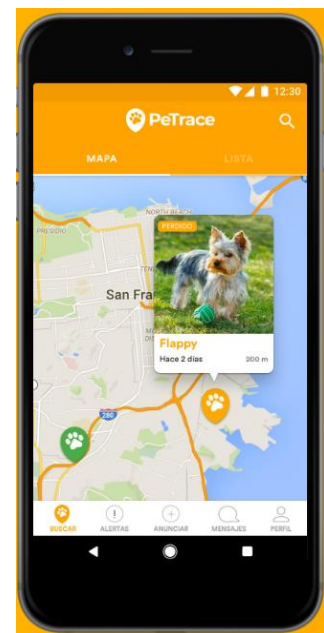 12:30
PeTrace
MAPA LISTA
NORTH BEACH
PRESIDIO
PERDIDO
San Fra
Flappy
Hace 2 días 200 m
280
BUSCAR ALERTAS ANUNCIAR MENSAJES PERFIL